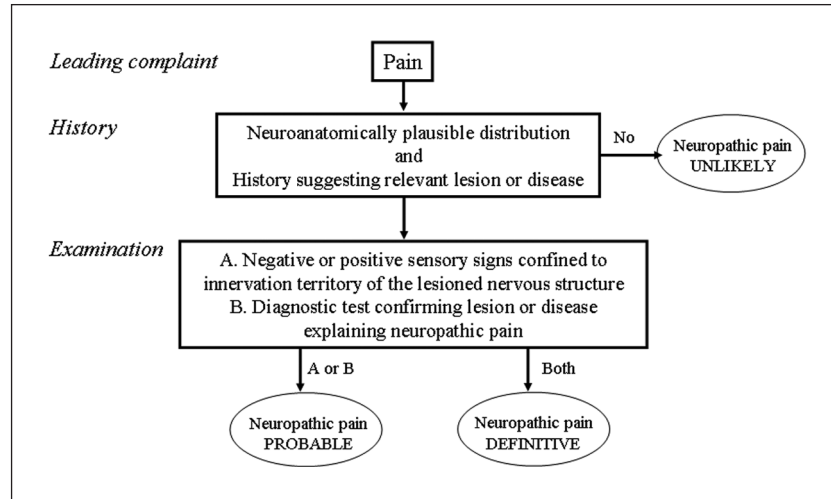 Leading complaint
Pain
History
Neuroanatomically plausible distribution
and
History suggesting relevant lesion or disease
No
Neuropathic pain
UNLIKELY
Examination
A. Negative or positive sensory signs confined to
innervation territory of the lesioned nervous structure
B. Diagnostic test confirming lesion or disease
explaining neuropathic pain
A or B
Both
Neuropathic pain
PROBABLE
Neuropathic pain
DEFINITIVE